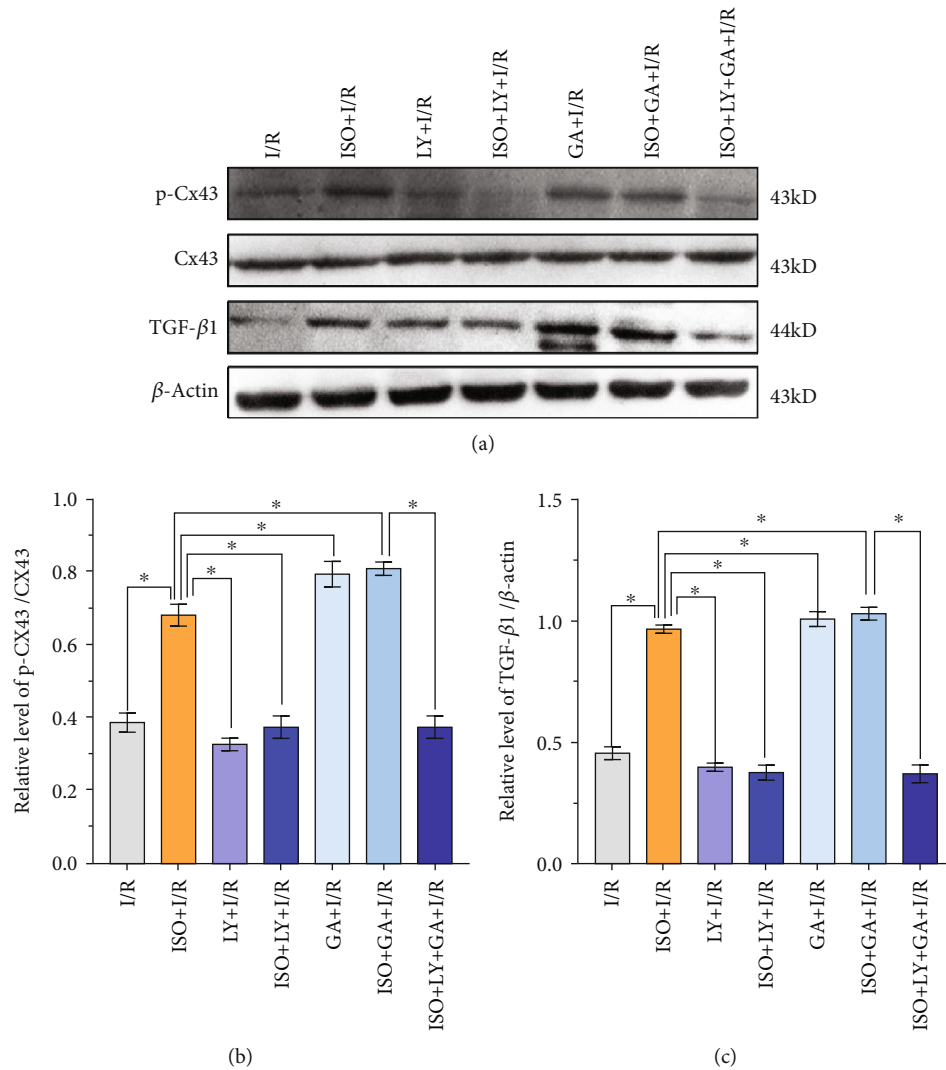 I/R
ISO+I/R
LY+I/R
ISO+LY+I/R
GA+I/R
ISO+GA+I/R
ISO+LY+GA+I/R
p-Cx43
43kD
Cx43
43kD
TGF-β1
44kD
β-Actin
43kD
(a)
Relative level of p-CX43 /CX43
1.0
0.8
0.6
0.4
0.2
0.0
*
*
*
*
*
*
I/R
ISO+I/R
LY+I/R
ISO+LY+I/R
GA+I/R
ISO+GA+I/R
ISO+LY+GA+I/R
(b)
Relative level of TGF-β1 /β-actin
1.5
1.0
0.5
0.0
*
*
*
*
*
*
I/R
ISO+I/R
LY+I/R
ISO+LY+I/R
GA+I/R
ISO+GA+I/R
ISO+LY+GA+I/R
(c)